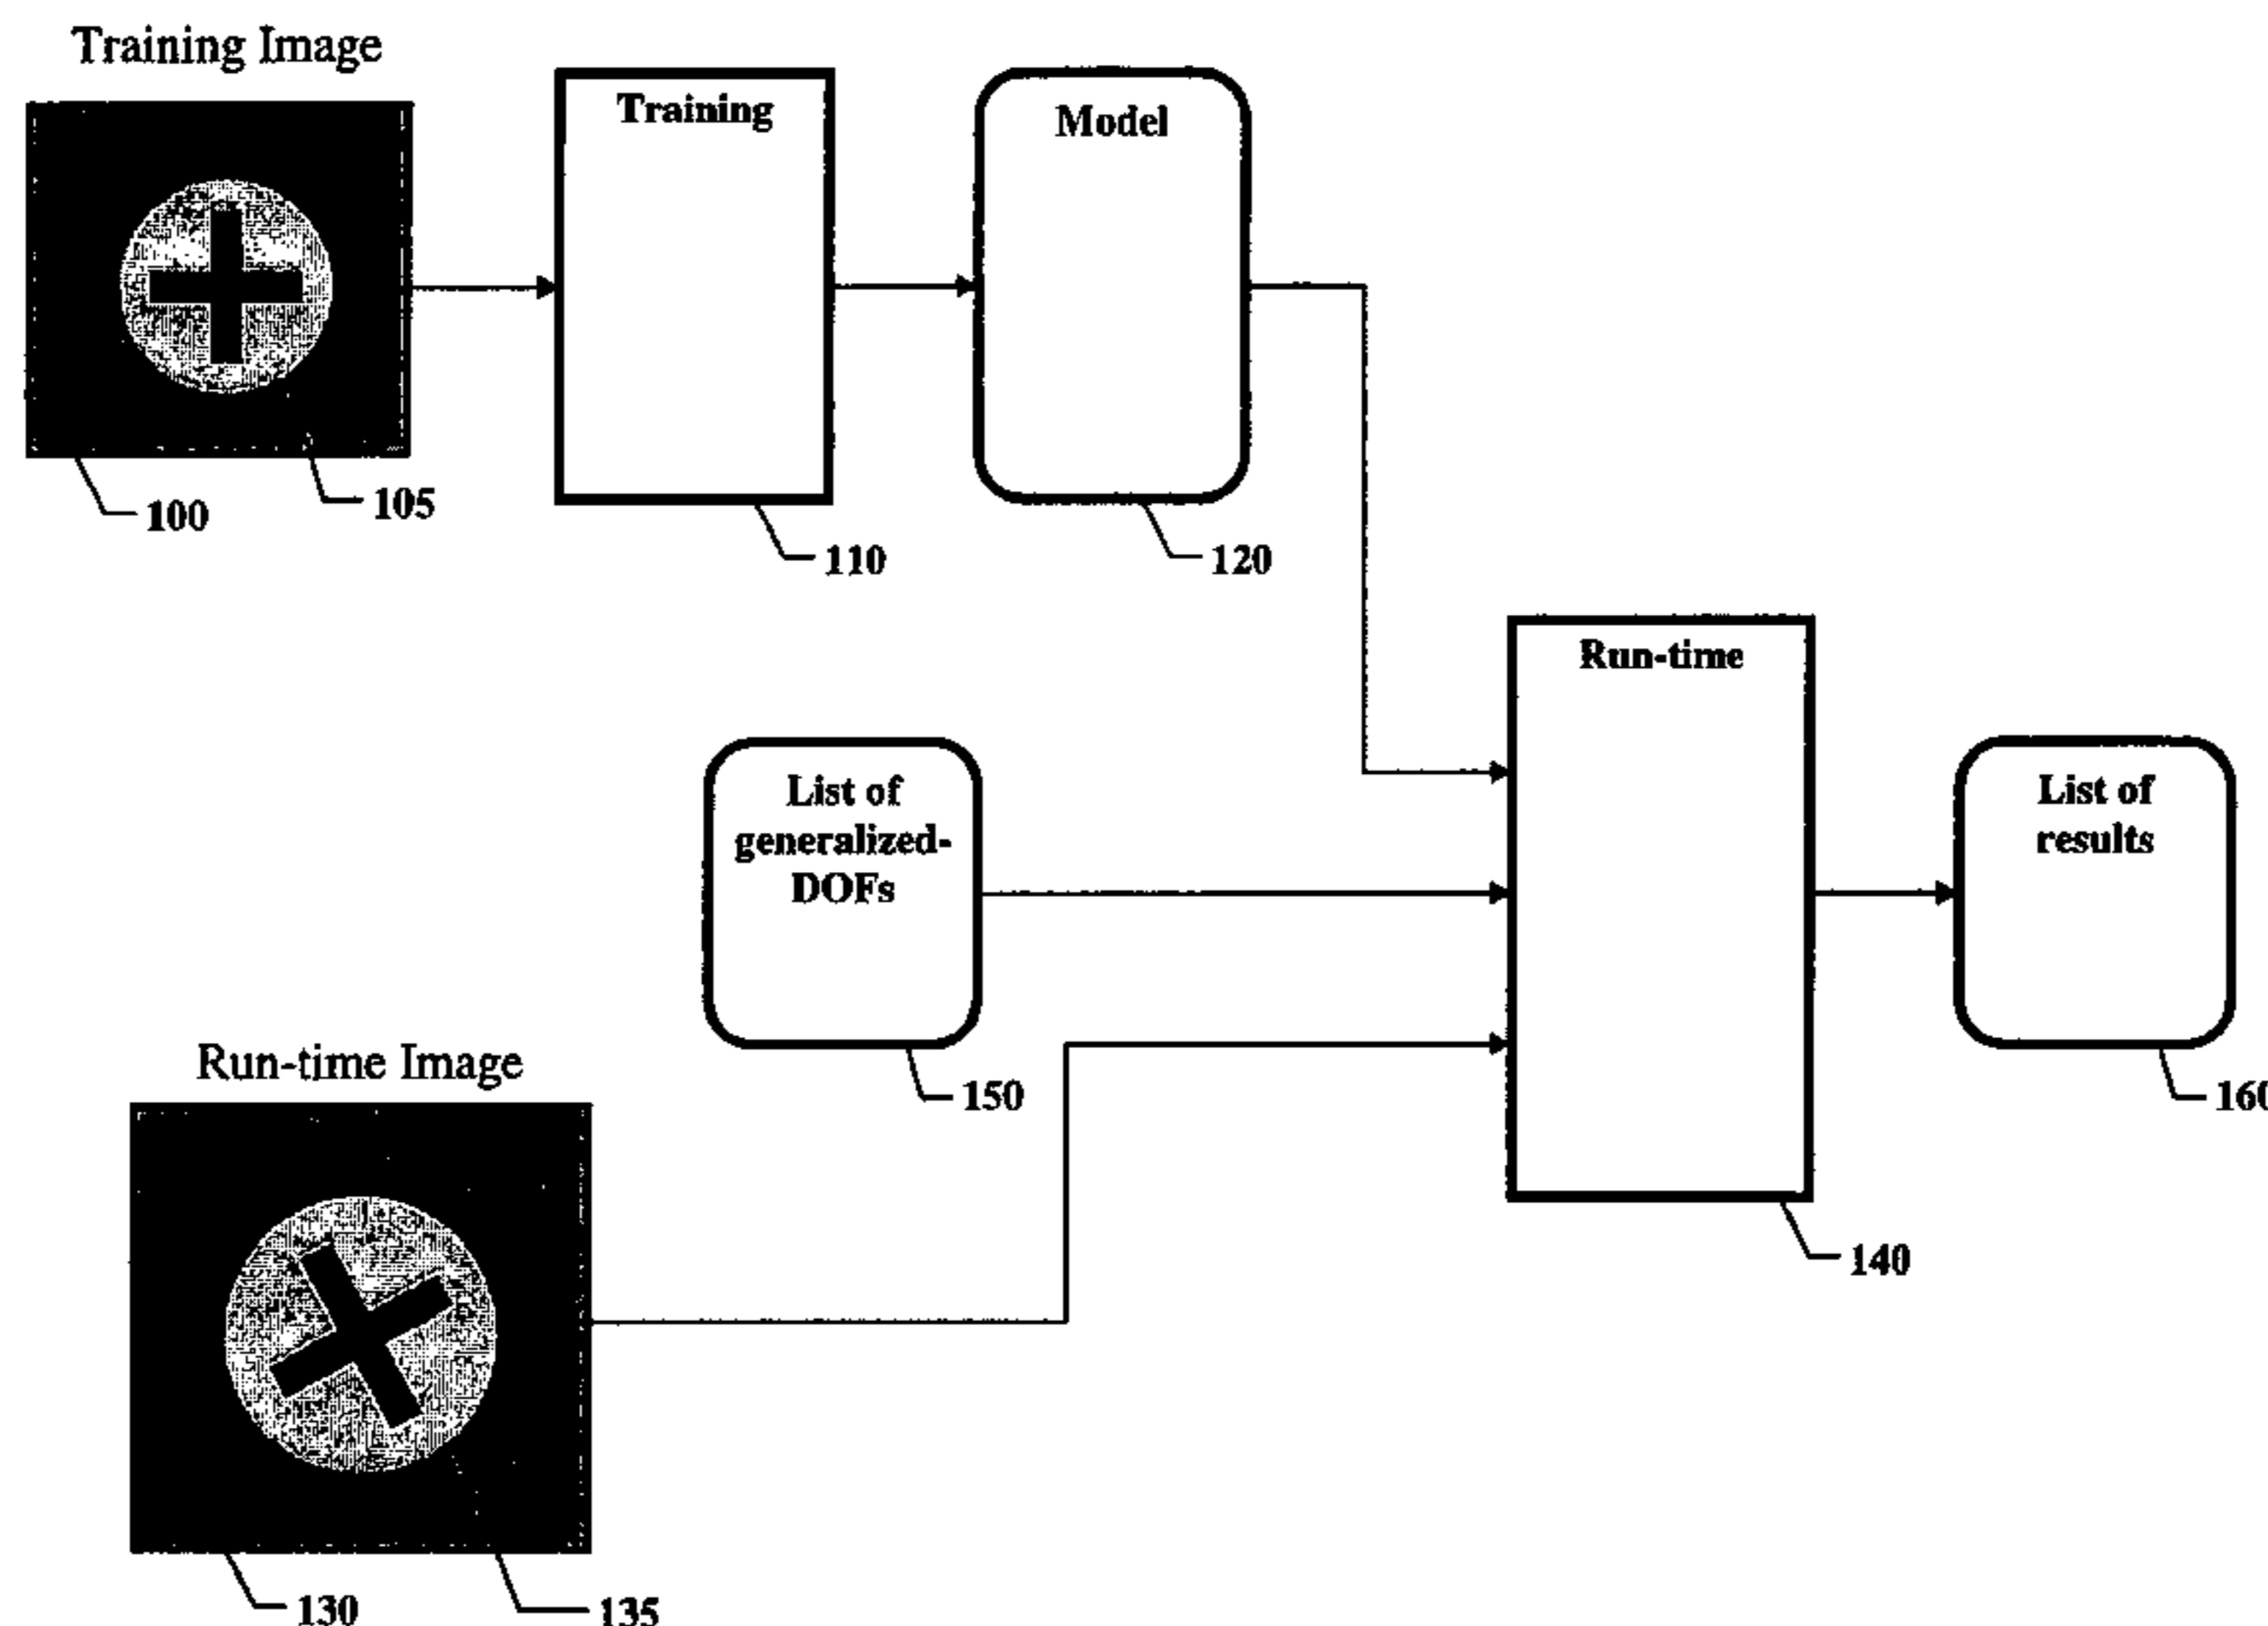 Training Image
Training
Model
100
105
110
120
Run-time
List of
generalized-
DOFs
List of
results
Run-time Image
150
160
140
130
135